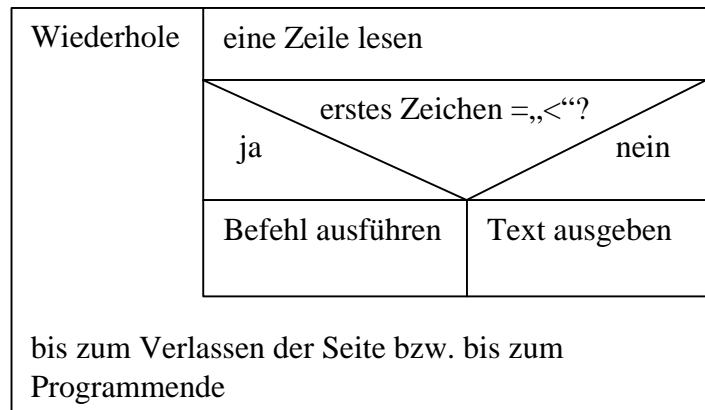 Wiederhole
eine Zeile lesen
erstes Zeichen =„<“?
ja
nein
Befehl ausführen
Text ausgeben
bis zum Verlassen der Seite bzw. bis zum
Programmende